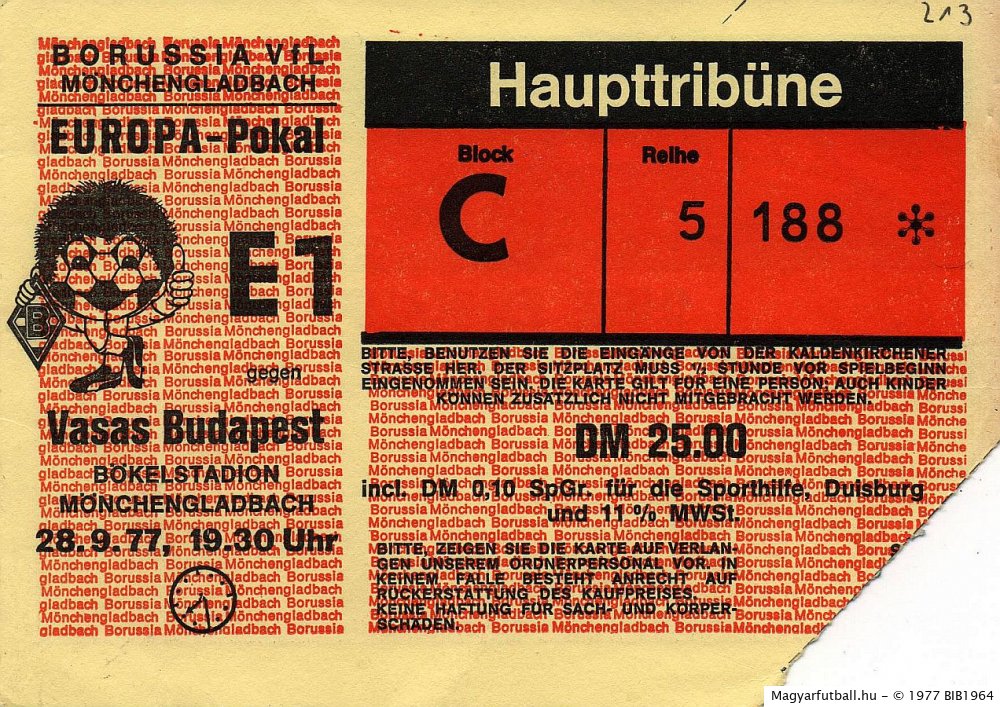 213
BORUSSIA VfL
MÖNCHENGLADBACH
EUROPA-Pokal
E1
gegen
Vasas Budapest
BÖKELSTADION
MÖNCHENGLADBACH
28.9.77, 19.30 Uhr
Haupttribüne
Block
C
Reihe
5
188 *
BITTE, BENUTZEN SIE DIE EINGÄNGE VON DER KALDENKIRCHENER
STRASSE HER. DER SITZPLATZ MUSS ½ STUNDE VOR SPIELBEGINN
EINGENOMMEN SEIN. DIE KARTE GILT FÜR EINE PERSON; AUCH KINDER
KÖNNEN ZUSÄTZLICH NICHT MITGEBRACHT WERDEN.
DM 25.00
incl. DM 0,10 SpGr. für die Sporthilfe, Duisburg
und 11% MWSt.
BITTE, ZEIGEN SIE DIE KARTE AUF VERLAN-
GEN UNSEREM ORDNERPERSONAL VOR. IN
KEINEM FALLE BESTEHT ANRECHT AUF
RÜCKERSTATTUNG DES KAUFPREISES.
KEINE HAFTUNG FÜR SACH- UND KÖRPER-
SCHÄDEN.
Magyarfutball.hu - © 1977 BIB1964